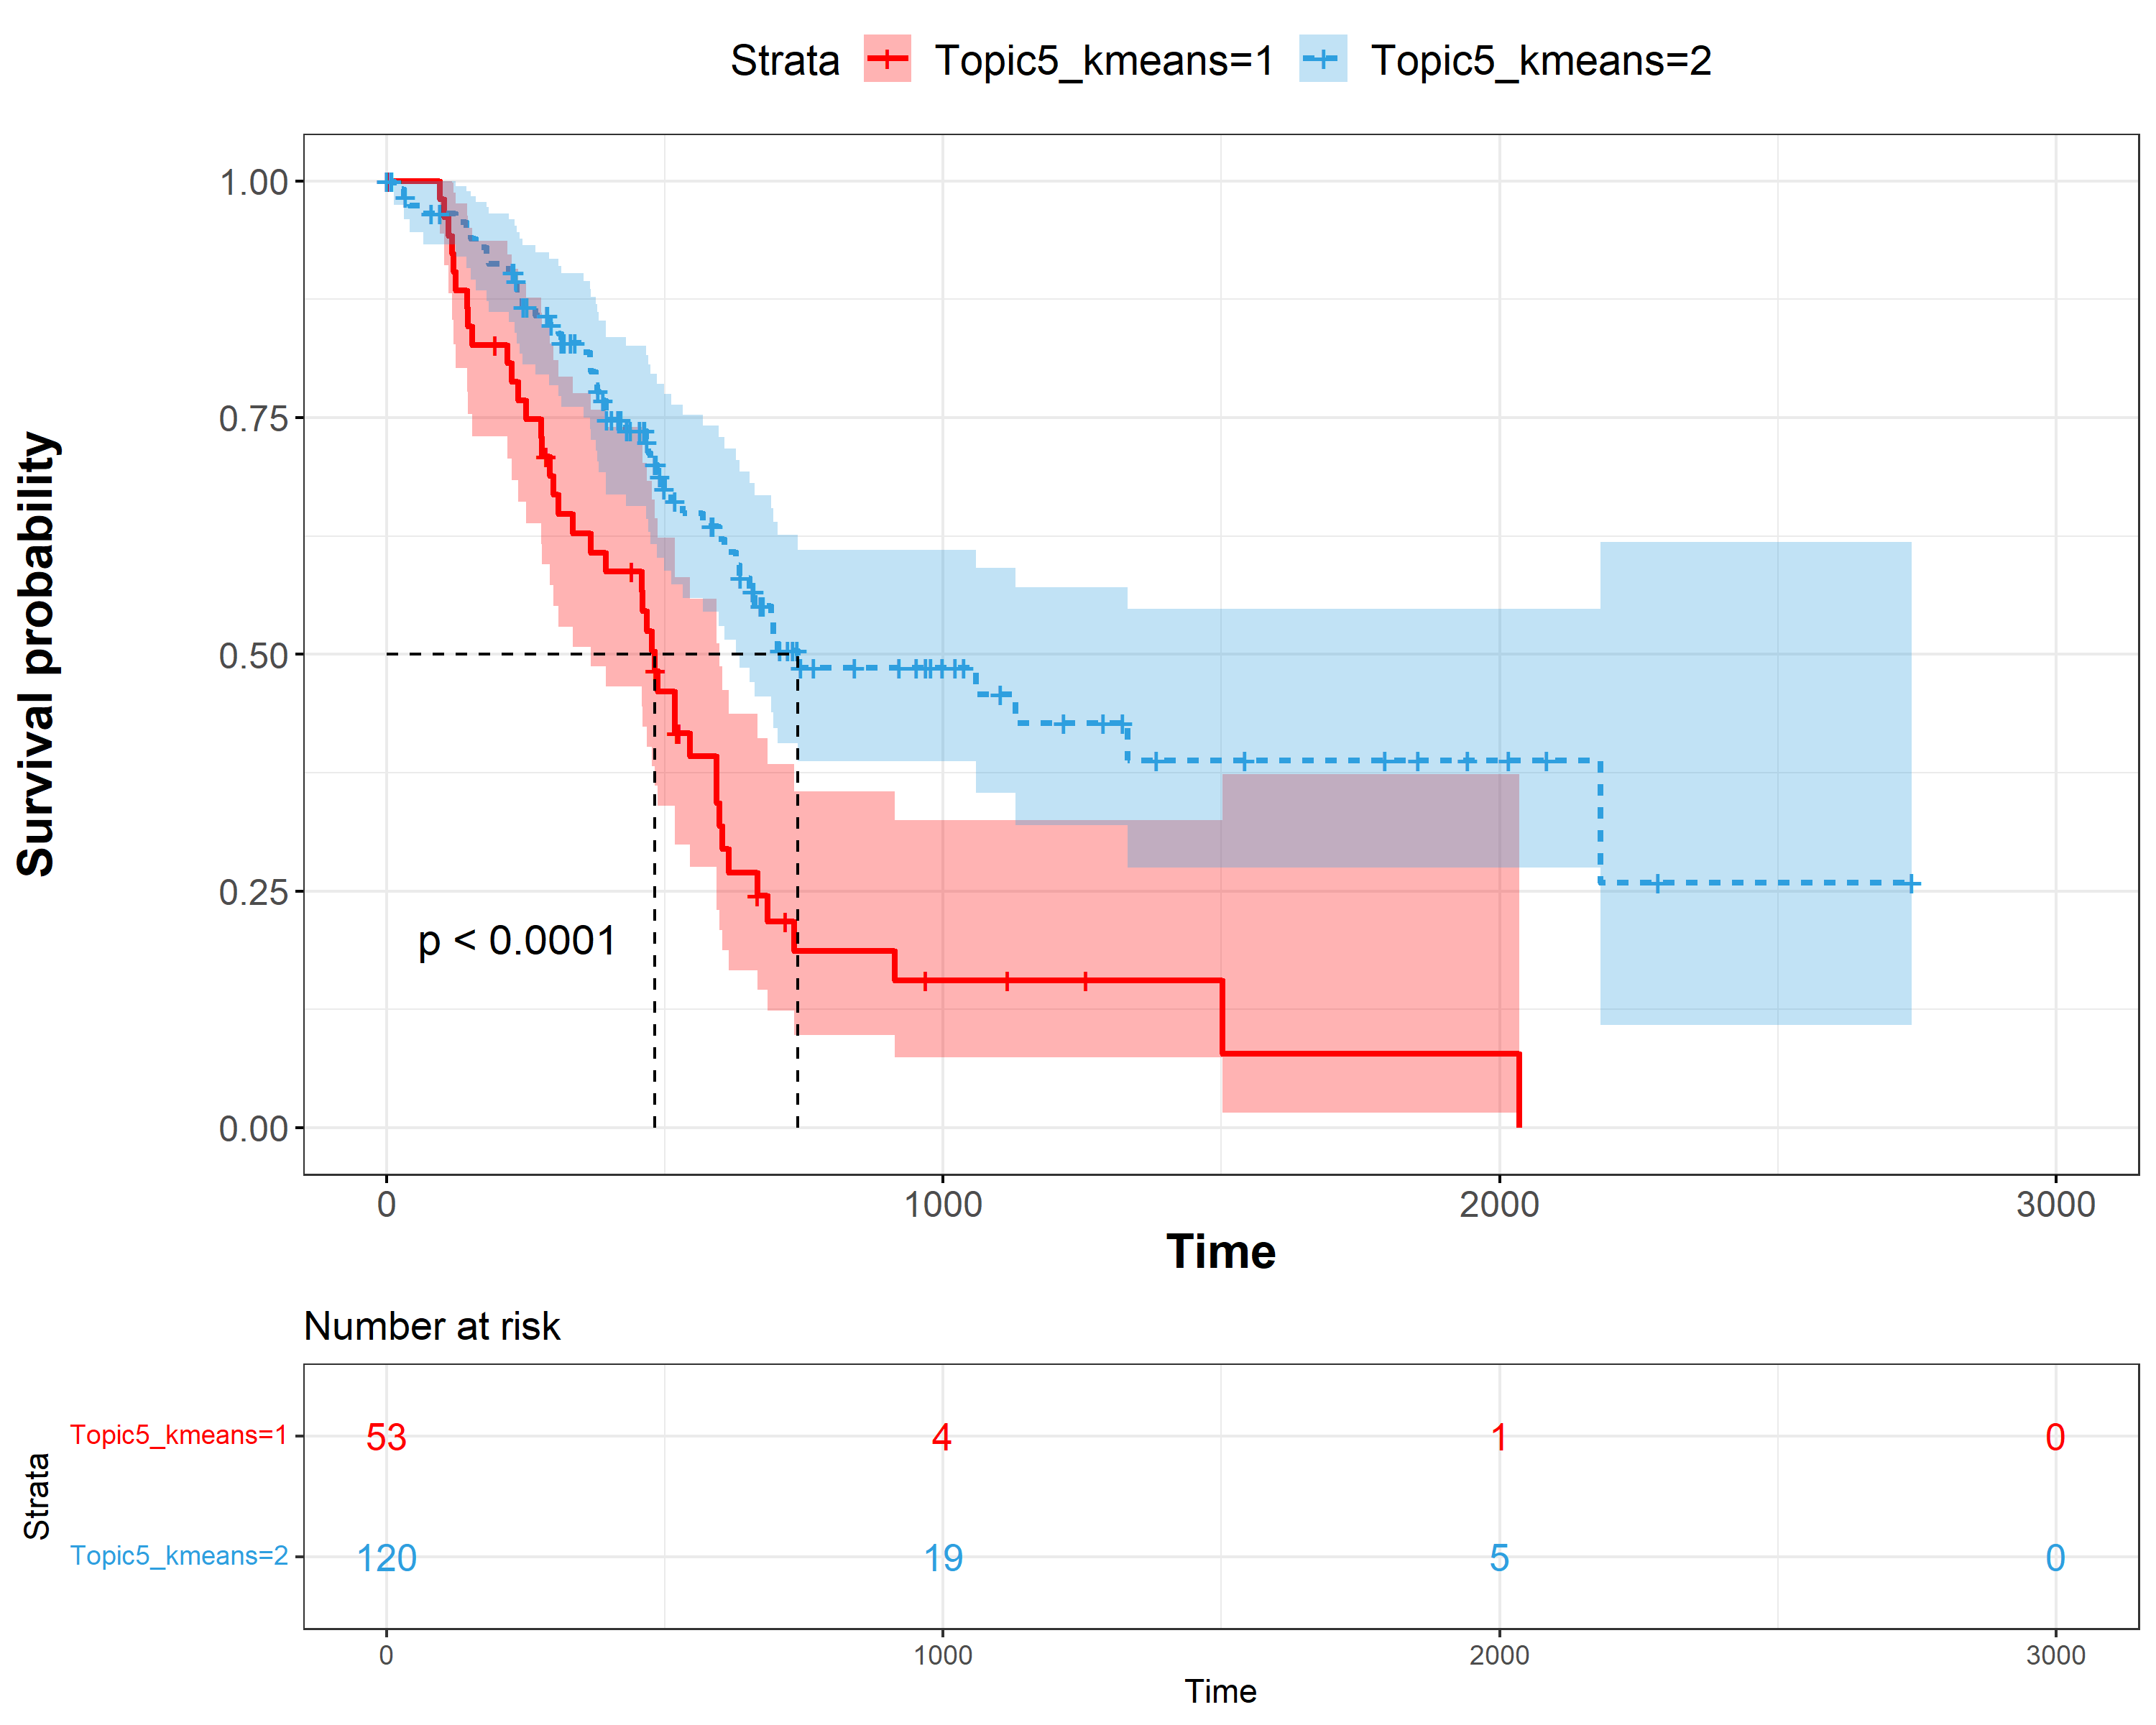 Strata Topic5_kmeans=1 Topic5_kmeans=2
Survival probability
1.00
0.75
0.50
0.25
0.00
p < 0.0001
0 1000 2000 3000
Time
Number at risk
Strata
Topic5_kmeans=1 53 4 1 0
Topic5_kmeans=2 120 19 5 0
0 1000 2000 3000
Time